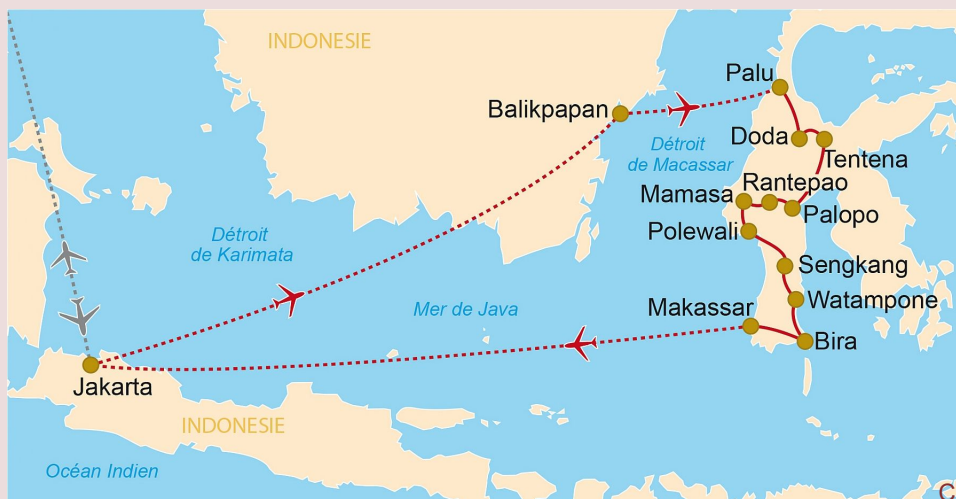 INDONESIE
Palu
Balikpapan
Doda
Détroit
de Macassar
Tentena
Rantepao
Mamasa
Palopo
Polewali
Détroit
de Karimata
Sengkang
Watampone
Makassar
Mer de Java
Bira
Jakarta
INDONESIE
Océan Indien
C